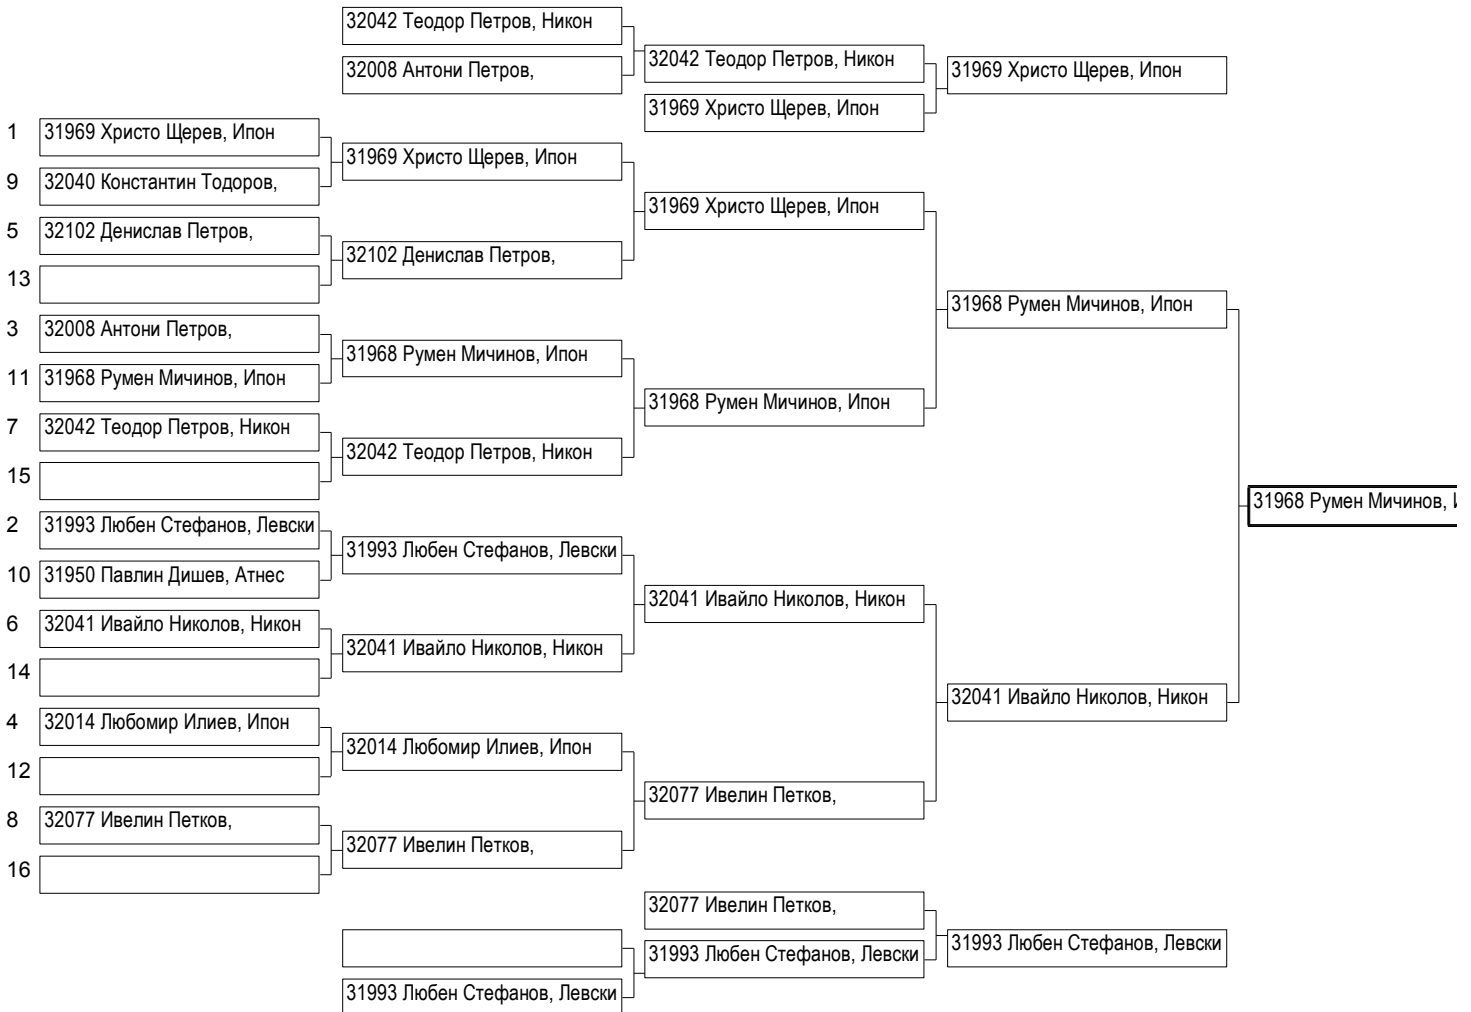 32042 Теодор Петров, Никон
32008 Антони Петров,
32042 Теодор Петров, Никон
31969 Христо Щерев, Ипон
31969 Христо Щерев, Ипон
1 31969 Христо Щерев, Ипон
9 32040 Константин Тодоров,
31969 Христо Щерев, Ипон
5 32102 Денислав Петров,
13
32102 Денислав Петров,
31969 Христо Щерев, Ипон
3 32008 Антони Петров,
11 31968 Румен Мичинов, Ипон
31968 Румен Мичинов, Ипон
7 32042 Теодор Петров, Никон
15
32042 Теодор Петров, Никон
31968 Румен Мичинов, Ипон
31968 Румен Мичинов, Ипон
2 31993 Любен Стефанов, Левски
10 31950 Павлин Дишев, Атнес
31993 Любен Стефанов, Левски
6 32041 Ивайло Николов, Никон
14
32041 Ивайло Николов, Никон
32041 Ивайло Николов, Никон
4 32014 Любомир Илиев, Ипон
12
32014 Любомир Илиев, Ипон
8 32077 Ивелин Петков,
16
32077 Ивелин Петков,
32077 Ивелин Петков,
32041 Ивайло Николов, Никон
31968 Румен Мичинов,
32077 Ивелин Петков,
31993 Любен Стефанов, Левски
31993 Любен Стефанов, Левски
31993 Любен Стефанов, Левски